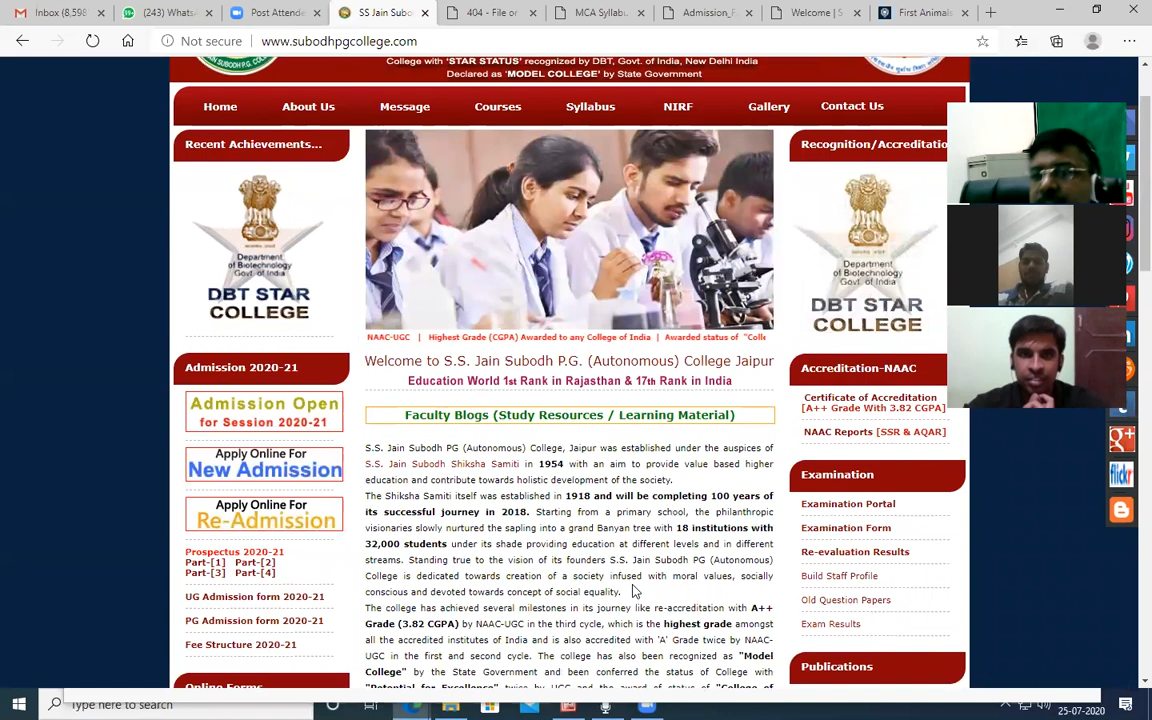 Inbox (8,598
(243) Whats
Post Attende
SS Jain Subo
404 - File or
MCA Syllabu
Admission_F
Welcome | S
First Animals
Not secure
www.subodhpgcollege.com
College with 'STAR STATUS' recognized by DBT, Govt. of India, New Delhi India
Declared as 'MODEL COLLEGE' by State Government
Home
About Us
Message
Courses
Syllabus
NIRF
Gallery
Contact Us
Recent Achievements...
Department
of Biotechnology
Govt. of India
DBT STAR
COLLEGE
Admission 2020-21
Admission Open
for Session 2020-21
Apply Online For
New Admission
Apply Online For
Re-Admission
Prospectus 2020-21
Part-[1] Part-[2]
Part-[3] Part-[4]
UG Admission form 2020-21
PG Admission form 2020-21
Fee Structure 2020-21
Online Forms
NAAC-UGC | Highest Grade (CGPA) Awarded to any College of India | Awarded status of "Colle
Welcome to S.S. Jain Subodh P.G. (Autonomous) College Jaipur
Education World 1st Rank in Rajasthan & 17th Rank in India
Faculty Blogs (Study Resources / Learning Material)
S.S. Jain Subodh PG (Autonomous) College, Jaipur was established under the auspices of
S.S. Jain Subodh Shiksha Samiti in 1954 with an aim to provide value based higher
education and contribute towards holistic development of the society.
The Shiksha Samiti itself was established in 1918 and will be completing 100 years of
its successful journey in 2018. Starting from a primary school, the philanthropic
visionaries slowly nurtured the sapling into a grand Banyan tree with 18 institutions with
32,000 students under its shade providing education at different levels and in different
streams. Standing true to the vision of its founders S.S. Jain Subodh PG (Autonomous)
College is dedicated towards creation of a society infused with moral values, socially
conscious and devoted towards concept of social equality.
The college has achieved several milestones in its journey like re-accreditation with A++
Grade (3.82 CGPA) by NAAC-UGC in the third cycle, which is the highest grade amongst
all the accredited institutes of India and is also accredited with 'A' Grade twice by NAAC-
UGC in the first and second cycle. The college has also been recognized as "Model
College" by the State Government and been conferred the status of College with
"Potential for Excellence" twice by UGC and the award of status of "College of
Recognition/Accreditatio
Department
of Biotechnology
Govt. of India
DBT STAR
COLLEGE
Accreditation-NAAC
Certificate of Accreditation
[A++ Grade With 3.82 CGPA]
NAAC Reports [SSR & AQAR]
Examination
Examination Portal
Examination Form
Re-evaluation Results
Build Staff Profile
Old Question Papers
Exam Results
Publications
flickr
Type here to search
25-07-2020